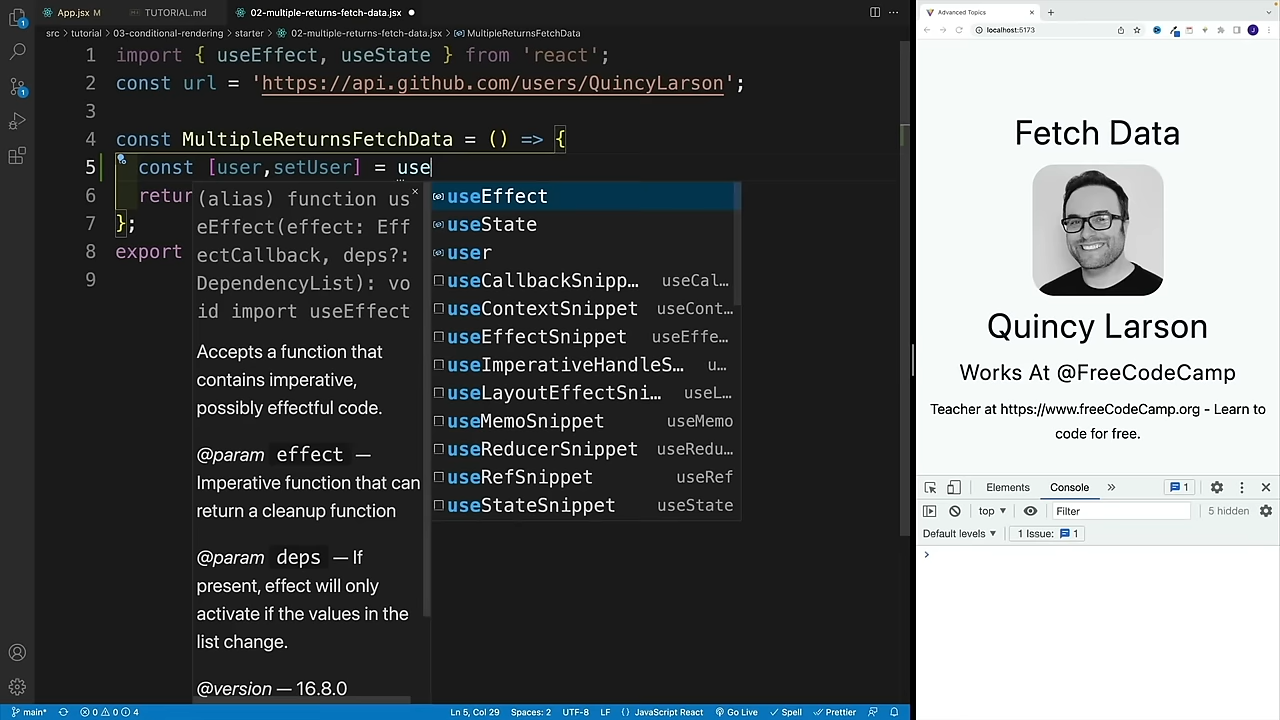 App.jsx M
TUTORIAL.md
02-multiple-returns-fetch-data.jsx
src > tutorial > 03-conditional-rendering > starter > 02-multiple-returns-fetch-data.jsx > MultipleReturnsFetchData
1 import { useEffect, useState } from 'react';
2 const url = 'https://api.github.com/users/QuincyLarson';
3
4 const MultipleReturnsFetchData = () => {
5 const [user,setUser] = use
6 retur
7 };
8 export
9
(alias) function us
eEffect(effect: Eff
ectCallback, deps?:
DependencyList): vo
id import useEffect
Accepts a function that
contains imperative,
possibly effectful code.
@param effect —
Imperative function that can
return a cleanup function
@param deps — If
present, effect will only
activate if the values in the
list change.
@version — 16.8.0
useEffect
useState
user
useCallbackSnipp… useCal…
useContextSnippet useCont…
useEffectSnippet useEffe…
useImperativeHandleS… u…
useLayoutEffectSni… useL…
useMemoSnippet useMemo
useReducerSnippet useRedu…
useRefSnippet useRef
useStateSnippet useState
main* 0 0 4 Ln 5, Col 29 Spaces: 2 UTF-8 LF JavaScript React Go Live Spell Prettier
Advanced Topics
localhost:5173
Fetch Data
Quincy Larson
Works At @FreeCodeCamp
Teacher at https://www.freeCodeCamp.org - Learn to
code for free.
Elements Console 1
top Filter 5 hidden
Default levels 1 Issue: 1